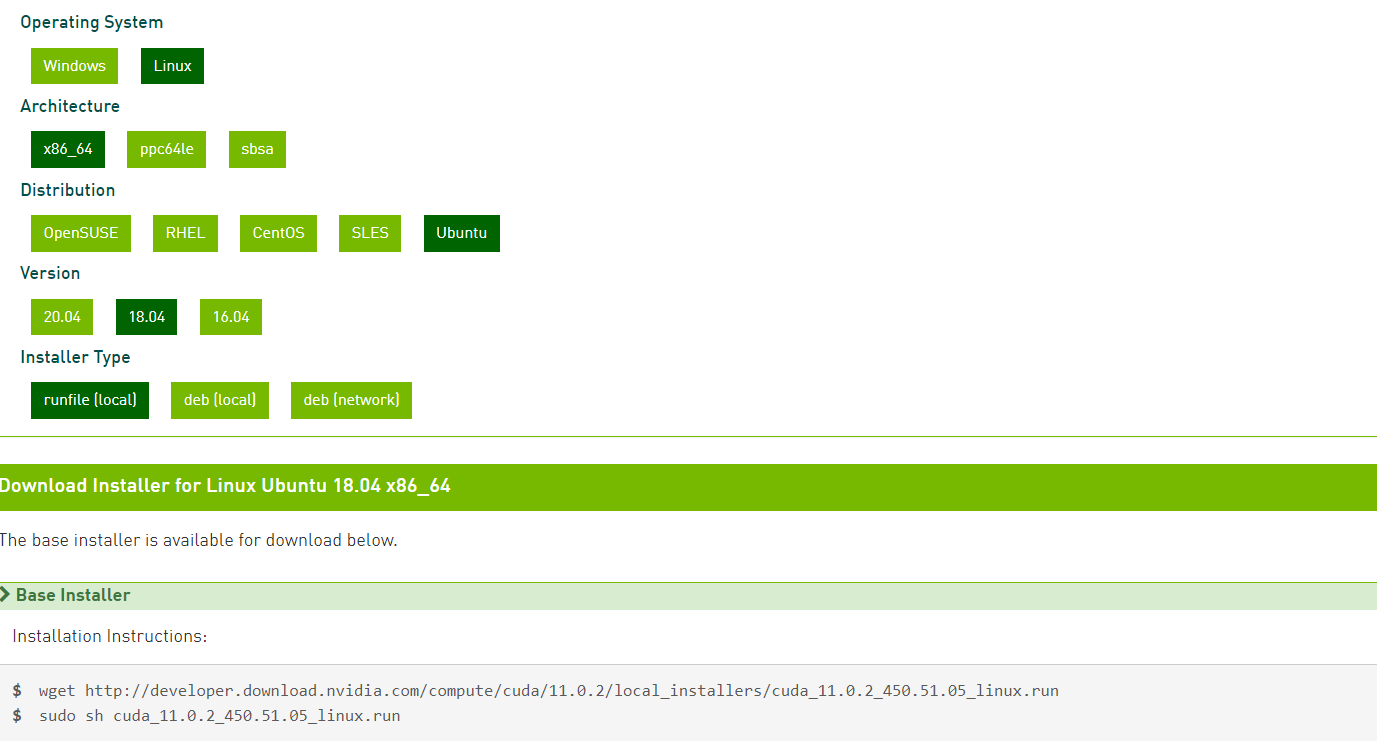 Operating System
Windows Linux
Architecture
x86_64 ppc64le sbsa
Distribution
OpenSUSE RHEL CentOS SLES Ubuntu
Version
20.04 18.04 16.04
Installer Type
runfile (local) deb (local) deb (network)
Download Installer for Linux Ubuntu 18.04 x86_64
The base installer is available for download below.
Base Installer
Installation Instructions:
$ wget http://developer.download.nvidia.com/compute/cuda/11.0.2/local_installers/cuda_11.0.2_450.51.05_linux.run
$ sudo sh cuda_11.0.2_450.51.05_linux.run